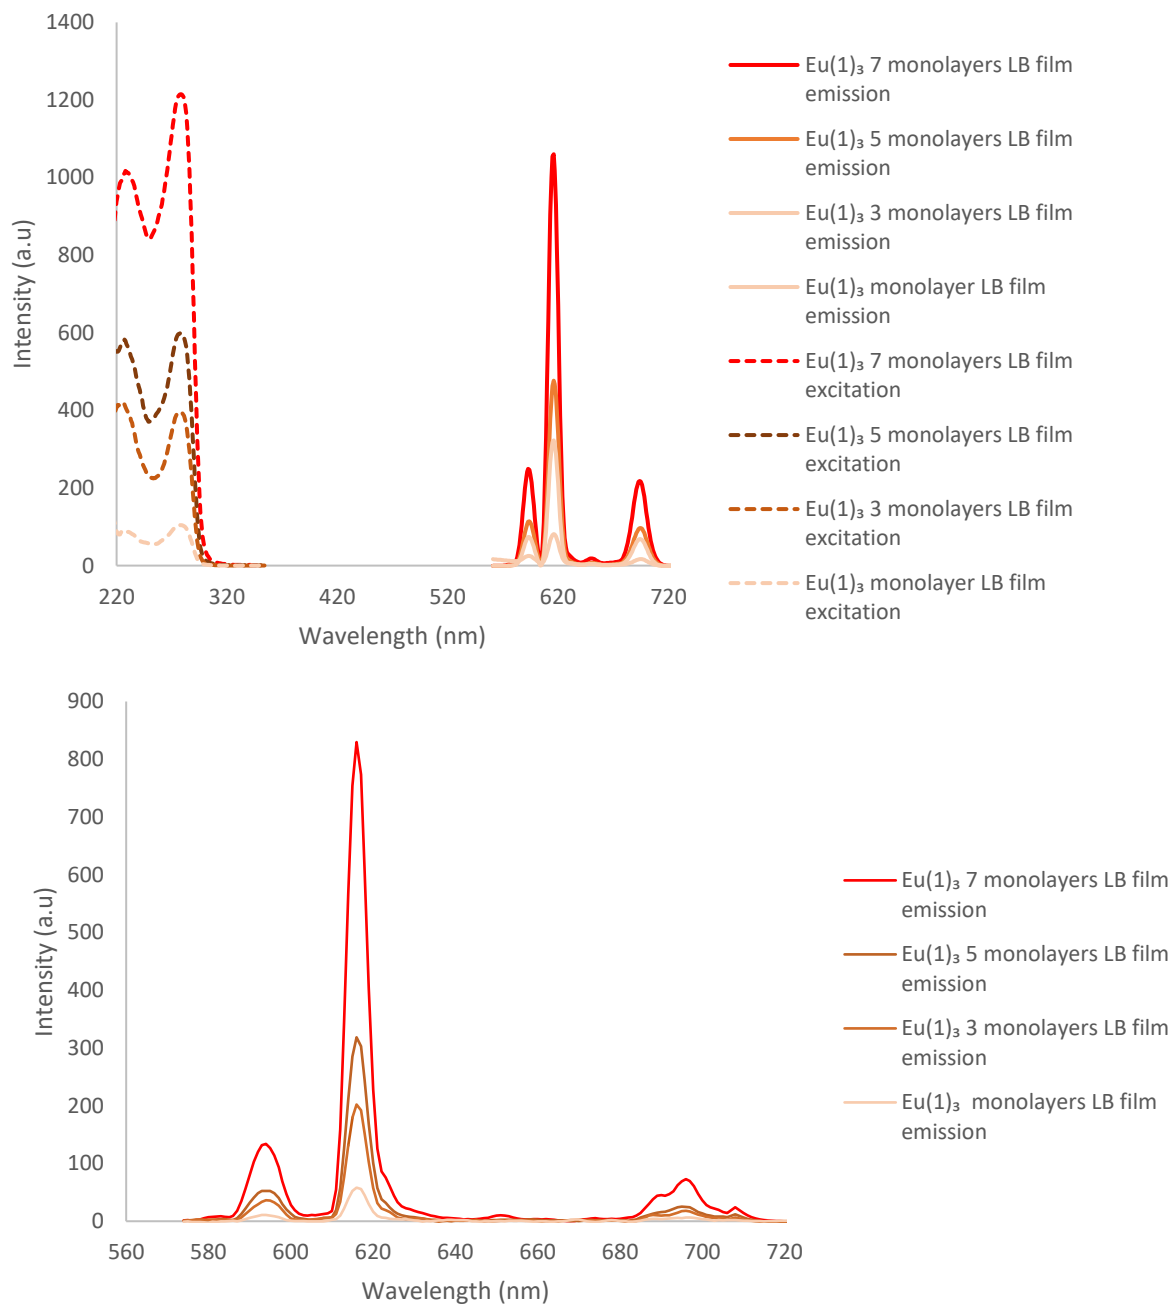 1400
1200
1000
800
600
400
200
0
Intensity (a.u)
220 320 420 520 620 720
Wavelength (nm)
Eu(1)₃ 7 monolayers LB film
emission
Eu(1)₃ 5 monolayers LB film
emission
Eu(1)₃ 3 monolayers LB film
emission
Eu(1)₃ monolayer LB film
emission
Eu(1)₃ 7 monolayers LB film
excitation
Eu(1)₃ 5 monolayers LB film
excitation
Eu(1)₃ 3 monolayers LB film
excitation
Eu(1)₃ monolayer LB film
excitation
900
800
700
600
500
400
300
200
100
0
Intensity (a.u)
560 580 600 620 640 660 680 700 720
Wavelength (nm)
Eu(1)₃ 7 monolayers LB film
emission
Eu(1)₃ 5 monolayers LB film
emission
Eu(1)₃ 3 monolayers LB film
emission
Eu(1)₃ monolayers LB film
emission